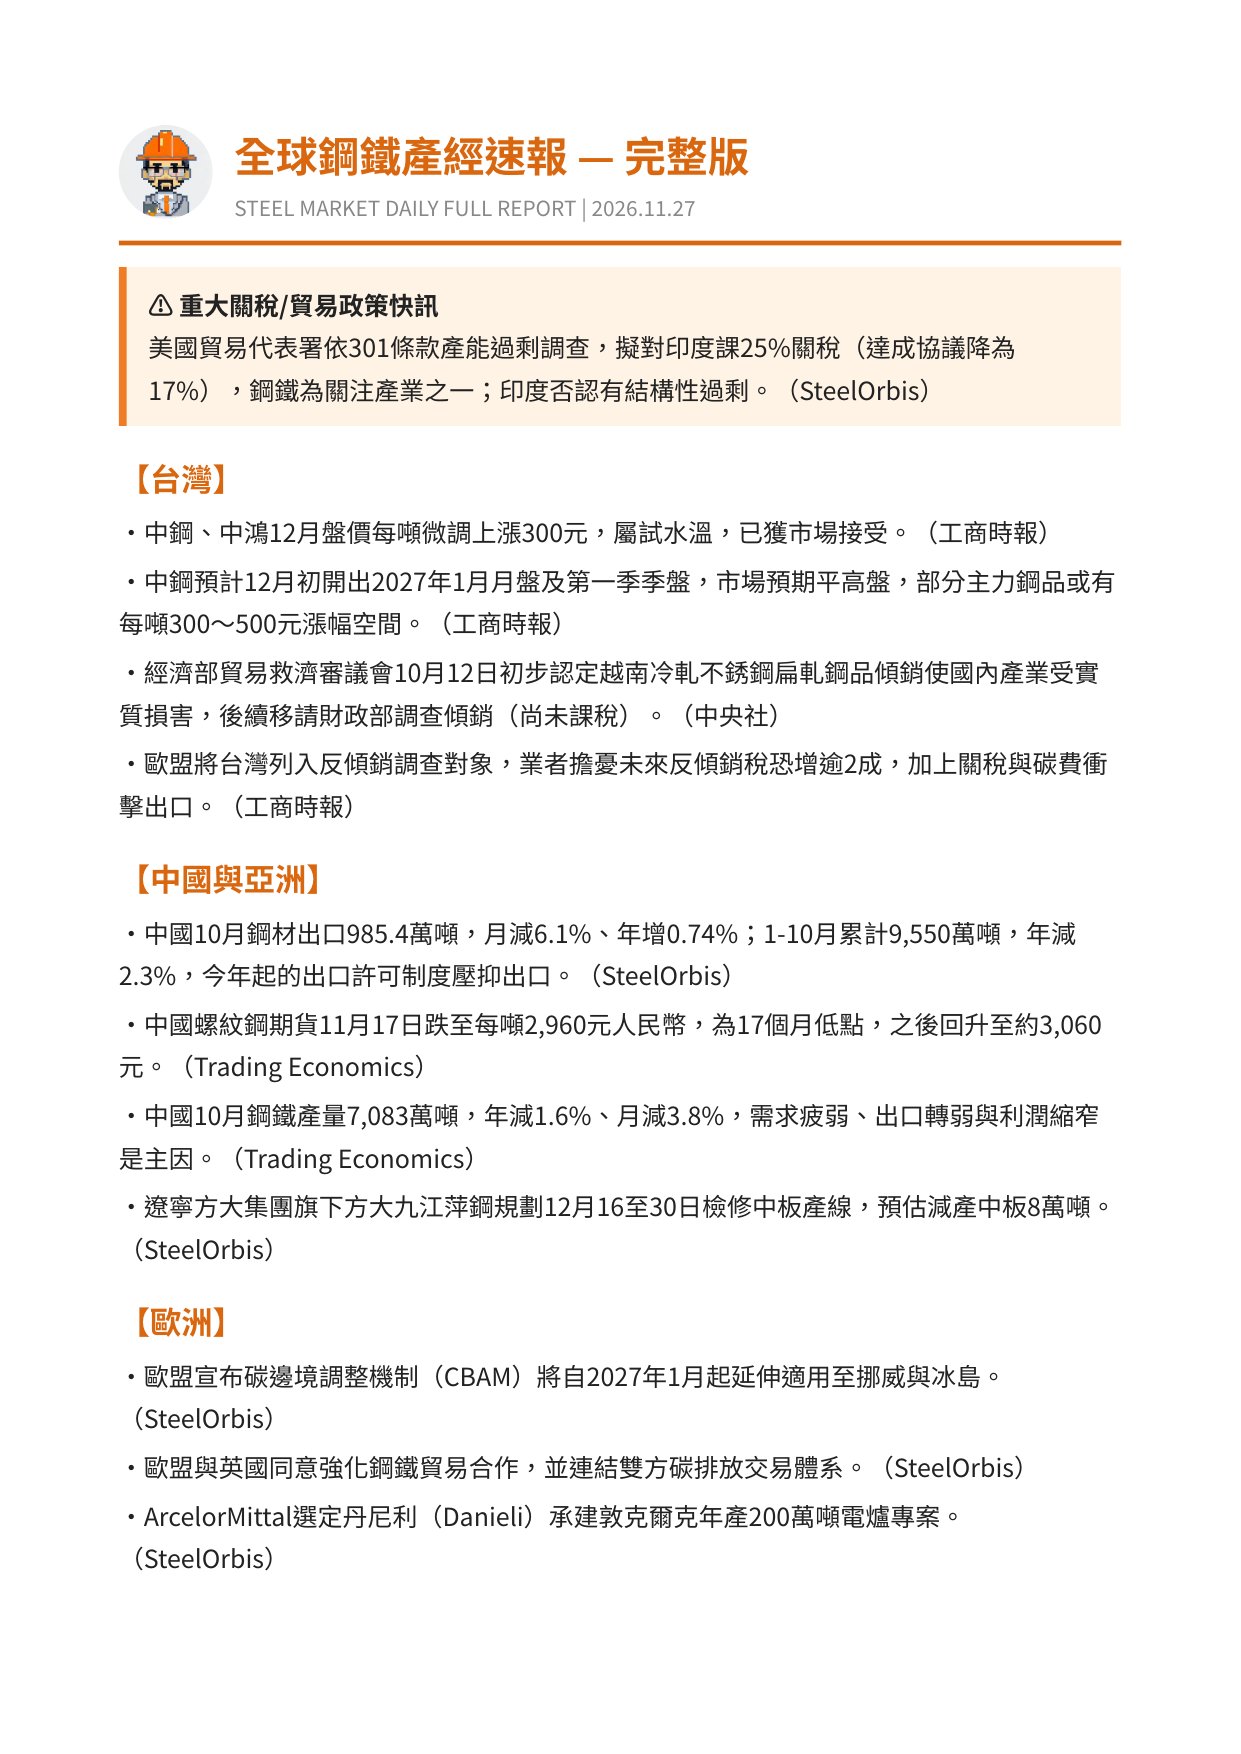 全球鋼鐵產經速報 — 完整版
STEEL MARKET DAILY FULL REPORT | 2026.11.27
⚠ 重大關稅/貿易政策快訊
美國貿易代表署依301條款產能過剩調查，擬對印度課25%關稅（達成協議降為
17%），鋼鐵為關注產業之一；印度否認有結構性過剩。（SteelOrbis）
【台灣】
・中鋼、中鴻12月盤價每噸微調上漲300元，屬試水溫，已獲市場接受。（工商時報）
・中鋼預計12月初開出2027年1月月盤及第一季季盤，市場預期平高盤，部分主力鋼品或有
每噸300～500元漲幅空間。（工商時報）
・經濟部貿易救濟審議會10月12日初步認定越南冷軋不銹鋼扁軋鋼品傾銷使國內產業受實
質損害，後續移請財政部調查傾銷（尚未課稅）。（中央社）
・歐盟將台灣列入反傾銷調查對象，業者擔憂未來反傾銷稅恐增逾2成，加上關稅與碳費衝
擊出口。（工商時報）
【中國與亞洲】
・中國10月鋼材出口985.4萬噸，月減6.1%、年增0.74%；1-10月累計9,550萬噸，年減
2.3%，今年起的出口許可制度壓抑出口。（SteelOrbis）
・中國螺紋鋼期貨11月17日跌至每噸2,960元人民幣，為17個月低點，之後回升至約3,060
元。（Trading Economics）
・中國10月鋼鐵產量7,083萬噸，年減1.6%、月減3.8%，需求疲弱、出口轉弱與利潤縮窄
是主因。（Trading Economics）
・遼寧方大集團旗下方大九江萍鋼規劃12月16至30日檢修中板產線，預估減產中板8萬噸。
（SteelOrbis）
【歐洲】
・歐盟宣布碳邊境調整機制（CBAM）將自2027年1月起延伸適用至挪威與冰島。
（SteelOrbis）
・歐盟與英國同意強化鋼鐵貿易合作，並連結雙方碳排放交易體系。（SteelOrbis）
・ArcelorMittal選定丹尼利（Danieli）承建敦克爾克年產200萬噸電爐專案。
（SteelOrbis）